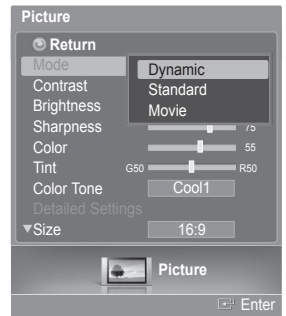 Picture
Return
Mode
Dynamic
Contrast
Standard
Brightness
Movie
Sharpness 75
Color 55
Tint G50 R50
Color Tone Cool1
Detailed Settings
▼Size 16:9
Picture
Enter